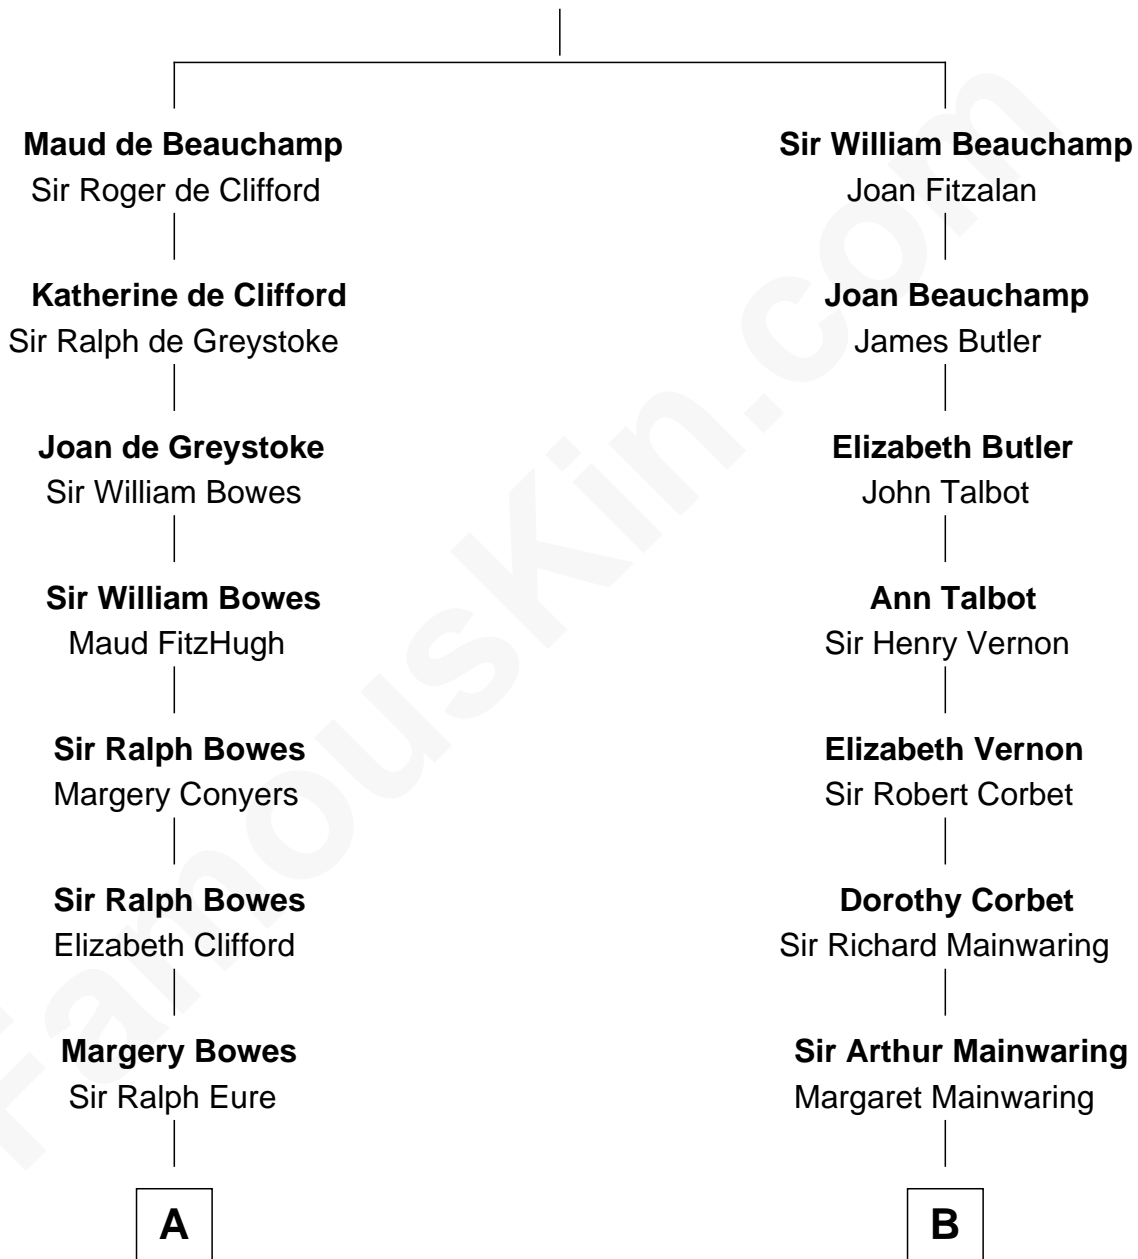 Maud de Beauchamp
Sir Roger de Clifford
Katherine de Clifford
Sir Ralph de Greystoke
Joan de Greystoke
Sir William Bowes
Sir William Bowes
Maud FitzHugh
Sir Ralph Bowes
Margery Conyers
Sir Ralph Bowes
Elizabeth Clifford
Margery Bowes
Sir Ralph Eure
A
Sir William Beauchamp
Joan Fitzalan
Joan Beauchamp
James Butler
Elizabeth Butler
John Talbot
Ann Talbot
Sir Henry Vernon
Elizabeth Vernon
Sir Robert Corbet
Dorothy Corbet
Sir Richard Mainwaring
Sir Arthur Mainwaring
Margaret Mainwaring
B
FamousKin.com